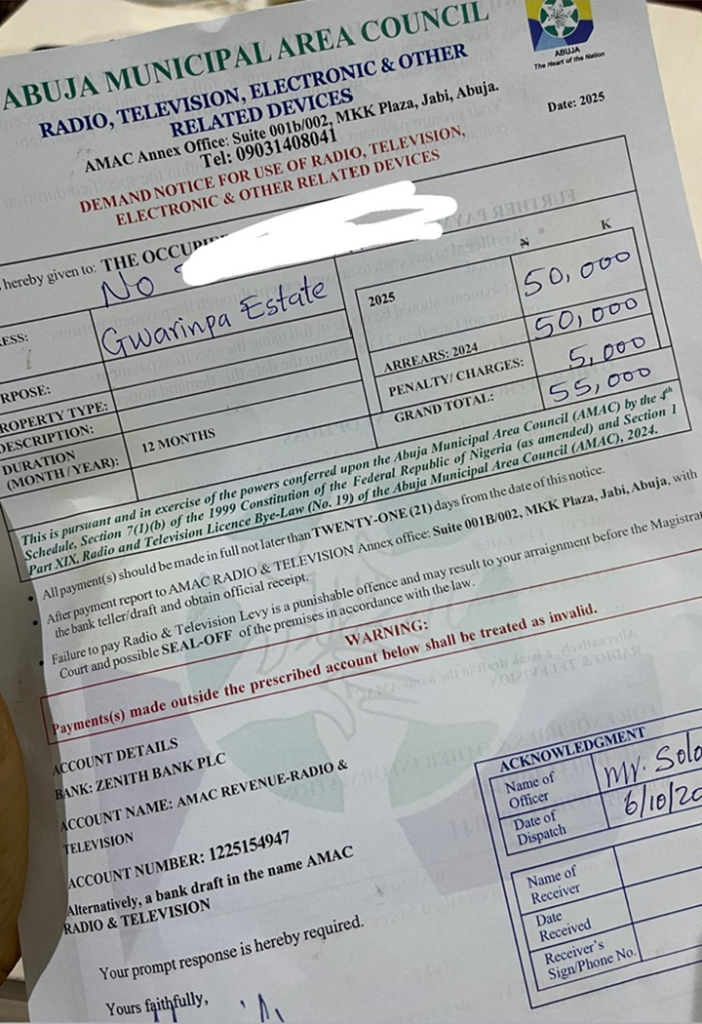 ABUJA MUNICIPAL AREA COUNCIL
RADIO, TELEVISION, ELECTRONIC & OTHER
RELATED DEVICES
AMAC Annex Office: Suite 001b/002, MKK Plaza, Jabi, Abuja.
Tel: 09031408041
ABUJA
The Heart of the Nation
Date: 2025
DEMAND NOTICE FOR USE OF RADIO, TELEVISION,
ELECTRONIC & OTHER RELATED DEVICES
hereby given to: THE OCCUPIE
No
ESS:
Gwarinpa Estate
RPOSE:
ROPERTY TYPE:
DESCRIPTION:
DURATION
(MONTH/YEAR):
12 MONTHS
N K
2025 50,000
ARREARS: 2024 50,000
PENALTY/ CHARGES: 5,000
GRAND TOTAL: 55,000
This is pursuant and in exercise of the powers conferred upon the Abuja Municipal Area Council (AMAC) by the 4th
Schedule, Section 7(1)(b) of the 1999 Constitution of the Federal Republic of Nigeria (as amended) and Section 1
Part XIX, Radio and Television Licence Bye-Law (No. 19) of the Abuja Municipal Area Council (AMAC), 2024.
• All payment(s) should be made in full not later than TWENTY-ONE (21) days from the date of this notice.
• After payment report to AMAC RADIO & TELEVISION Annex office: Suite 001B/002, MKK Plaza, Jabi, Abuja, with
the bank teller/draft and obtain official receipt.
• Failure to pay Radio & Television Levy is a punishable offence and may result to your arraignment before the Magistrat
Court and possible SEAL-OFF of the premises in accordance with the law.
WARNING:
Payments(s) made outside the prescribed account below shall be treated as invalid.
ACCOUNT DETAILS
BANK: ZENITH BANK PLC
ACCOUNT NAME: AMAC REVENUE-RADIO &
TELEVISION
ACCOUNT NUMBER: 1225154947
Alternatively, a bank draft in the name AMAC
RADIO & TELEVISION
ACKNOWLEDGMENT
Name of
Officer
Mr. Solo
Date of
Dispatch
6/10/20
Name of
Receiver
Date
Received
Receiver's
Sign/Phone No.
Your prompt response is hereby required.
Yours faithfully,